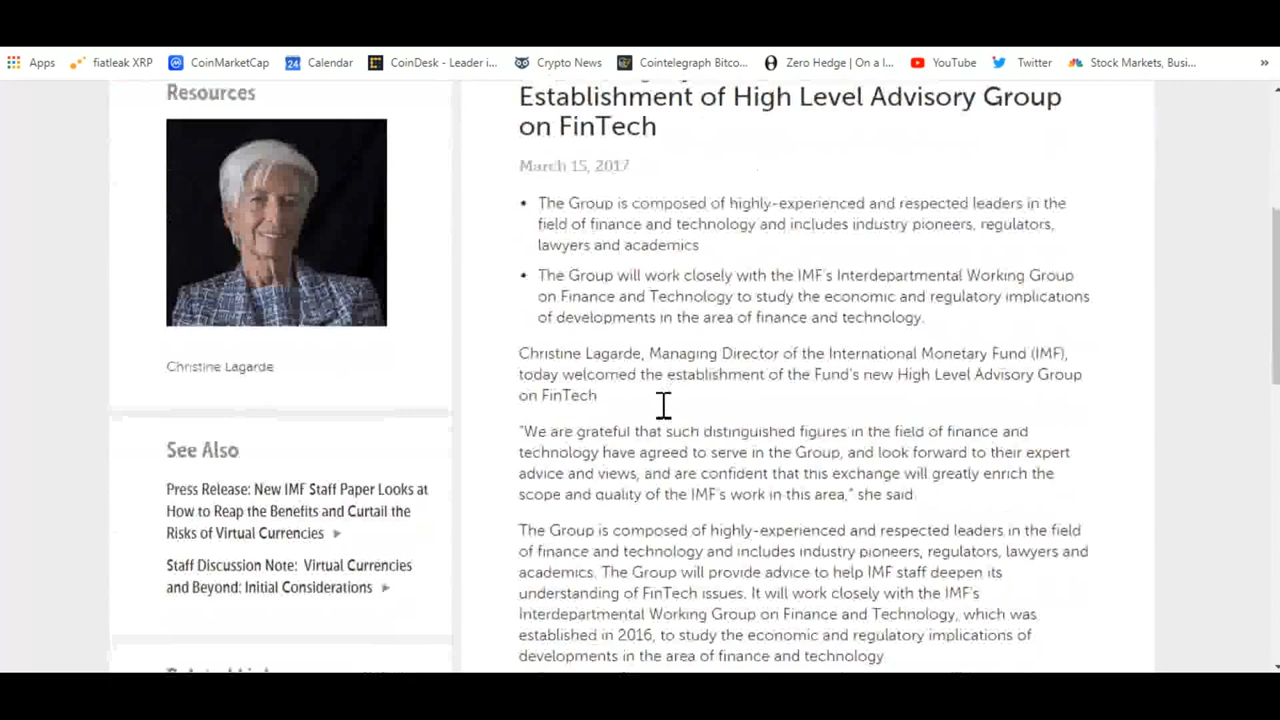 Apps
fiatleak XRP
CoinMarketCap
24
Calendar
CoinDesk - Leader i...
Crypto News
Cointelegraph Bitco...
Zero Hedge | On a l...
YouTube
Twitter
Stock Markets, Busi...
»
Resources
Christine Lagarde
See Also
Press Release: New IMF Staff Paper Looks at
How to Reap the Benefits and Curtail the
Risks of Virtual Currencies
Staff Discussion Note: Virtual Currencies
and Beyond: Initial Considerations
Establishment of High Level Advisory Group
on FinTech
March 15, 2017
• The Group is composed of highly-experienced and respected leaders in the
field of finance and technology and includes industry pioneers, regulators,
lawyers and academics
• The Group will work closely with the IMF's Interdepartmental Working Group
on Finance and Technology to study the economic and regulatory implications
of developments in the area of finance and technology.
Christine Lagarde, Managing Director of the International Monetary Fund (IMF),
today welcomed the establishment of the Fund's new High Level Advisory Group
on FinTech
"We are grateful that such distinguished figures in the field of finance and
technology have agreed to serve in the Group, and look forward to their expert
advice and views, and are confident that this exchange will greatly enrich the
scope and quality of the IMF's work in this area," she said
The Group is composed of highly-experienced and respected leaders in the field
of finance and technology and includes industry pioneers, regulators, lawyers and
academics. The Group will provide advice to help IMF staff deepen its
understanding of FinTech issues. It will work closely with the IMF's
Interdepartmental Working Group on Finance and Technology, which was
established in 2016, to study the economic and regulatory implications of
developments in the area of finance and technology